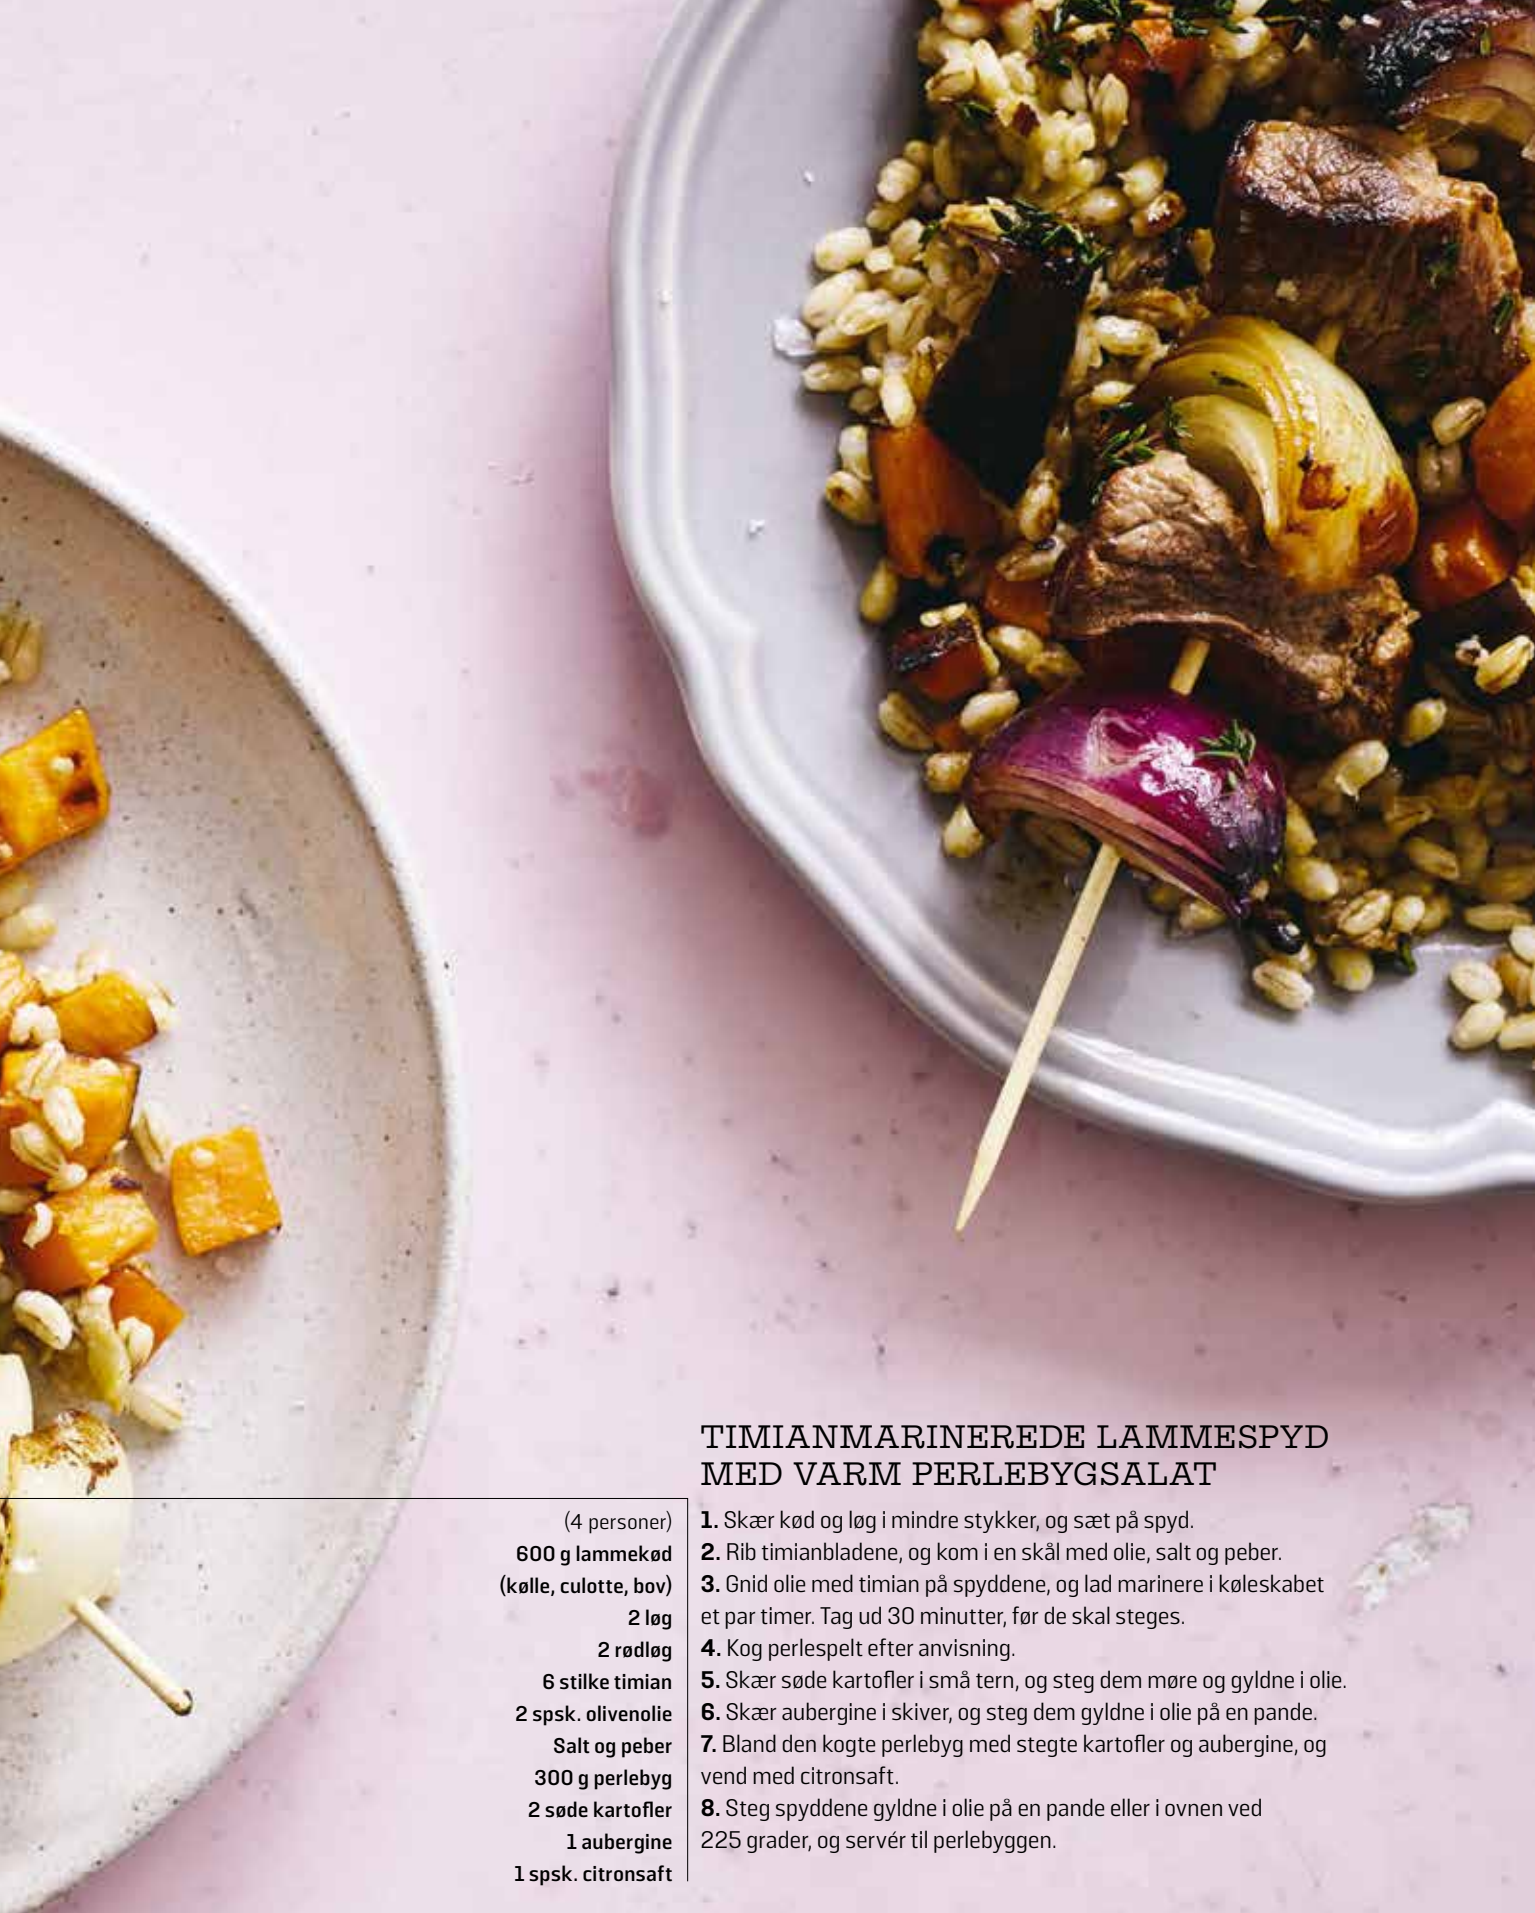 TIMIANMARINEREDE LAMMESPYD
MED VARM PERLEBYGSALAT
(4 personer)
600 g lammekød
(kølle, culotte, bov)
2 løg
2 rødløg
6 stilke timian
2 spsk. olivenolie
Salt og peber
300 g perlebyg
2 søde kartofler
1 aubergine
1 spsk. citronsaft
1. Skær kød og løg i mindre stykker, og sæt på spyd.
2. Rib timianbladene, og kom i en skål med olie, salt og peber.
3. Gnid olie med timian på spyddene, og lad marinere i køleskabet
et par timer. Tag ud 30 minutter, før de skal steges.
4. Kog perlespelt efter anvisning.
5. Skær søde kartofler i små tern, og steg dem møre og gyldne i olie.
6. Skær aubergine i skiver, og steg dem gyldne i olie på en pande.
7. Bland den kogte perlebyg med stegte kartofler og aubergine, og
vend med citronsaft.
8. Steg spyddene gyldne i olie på en pande eller i ovnen ved
225 grader, og servér til perlebyggen.